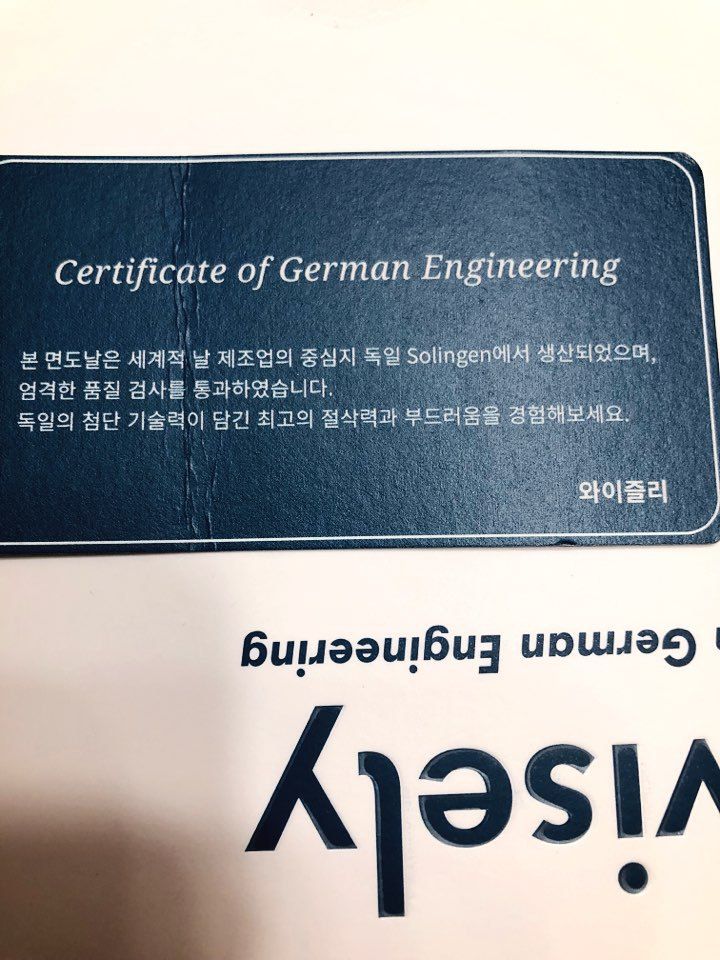 Certificate of German Engineering
본 면도날은 세계적 날 제조업의 중심지 독일 Solingen에서 생산되었으며,
엄격한 품질 검사를 통과하였습니다.
독일의 첨단 기술력이 담긴 최고의 절삭력과 부드러움을 경험해보세요.
와이즐리
wisely
German Engineering